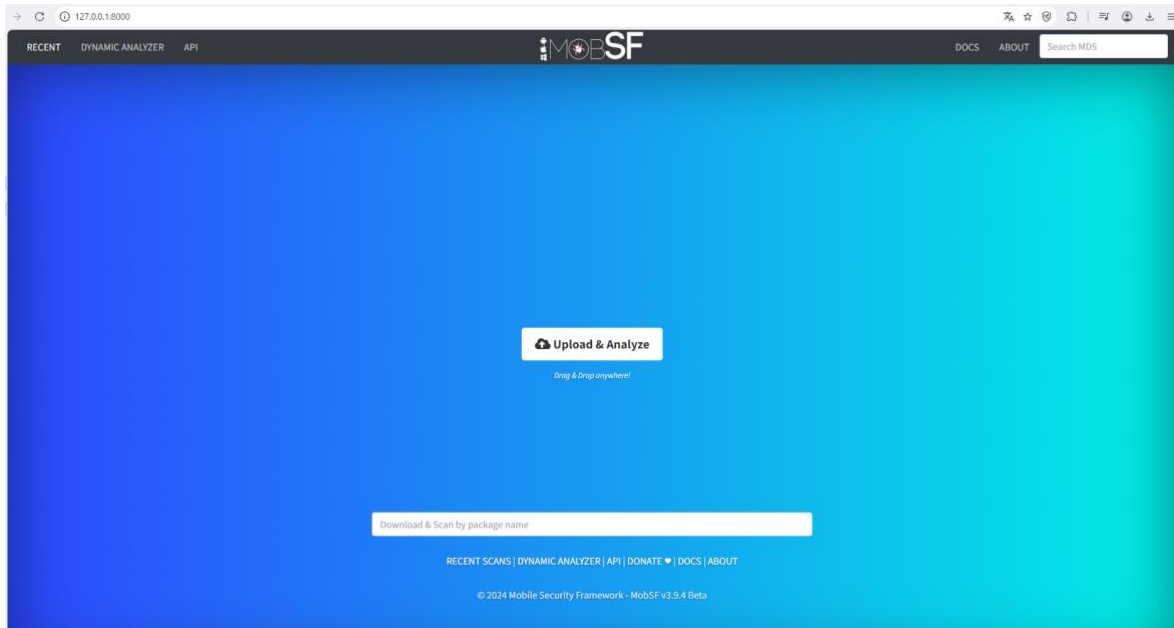 127.0.0.1:8000
RECENT DYNAMIC ANALYZER API MOBSF DOCS ABOUT Search MD5
Upload & Analyze
Drag & Drop anywhere!
Download & Scan by package name
RECENT SCANS | DYNAMIC ANALYZER | API | DONATE ♥ | DOCS | ABOUT
© 2024 Mobile Security Framework - MobSF v3.9.4 Beta